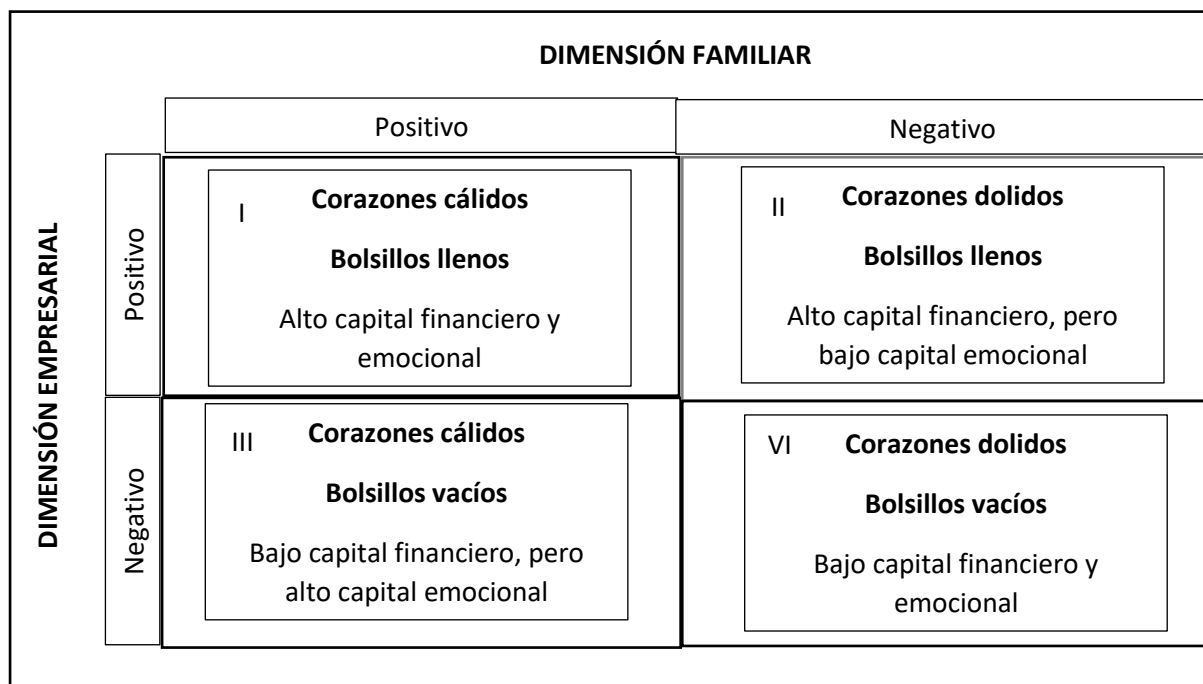 DIMENSIÓN FAMILIAR
Positivo
Negativo
DIMENSIÓN EMPRESARIAL
Positivo
I
Corazones cálidos
Bolsillos llenos
Alto capital financiero y
emocional
II
Corazones dolidos
Bolsillos llenos
Alto capital financiero, pero
bajo capital emocional
Negativo
III
Corazones cálidos
Bolsillos vacíos
Bajo capital financiero, pero
alto capital emocional
VI
Corazones dolidos
Bolsillos vacíos
Bajo capital financiero y
emocional